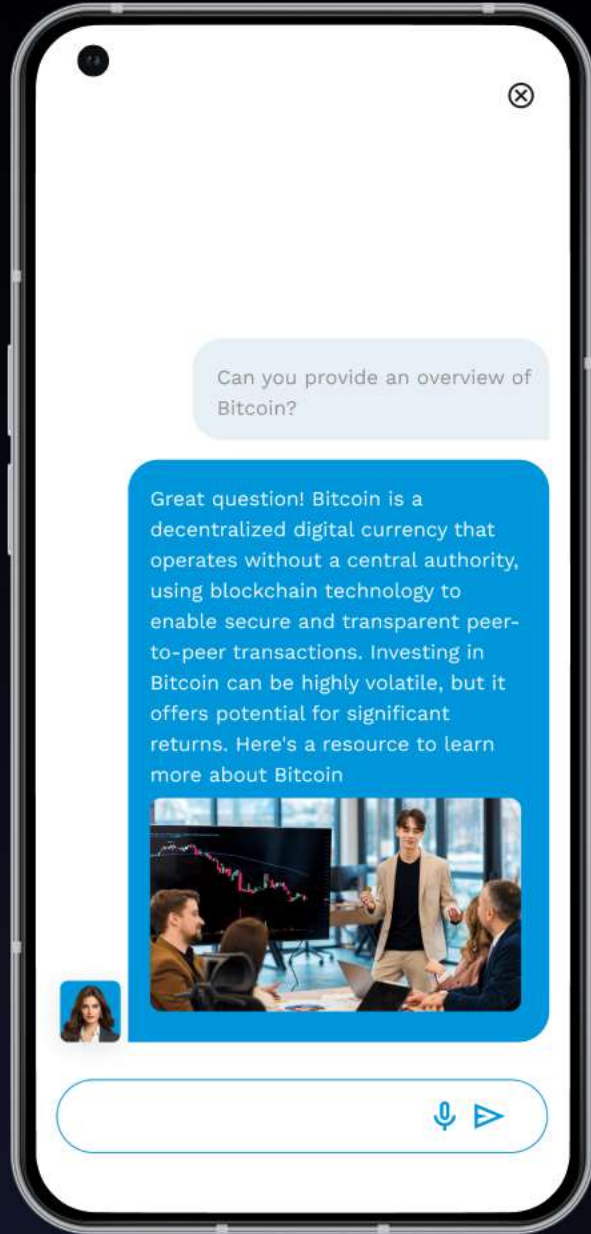 Can you provide an overview of
Bitcoin?
Great question! Bitcoin is a
decentralized digital currency that
operates without a central authority,
using blockchain technology to
enable secure and transparent peer-
to-peer transactions. Investing in
Bitcoin can be highly volatile, but it
offers potential for significant
returns. Here's a resource to learn
more about Bitcoin